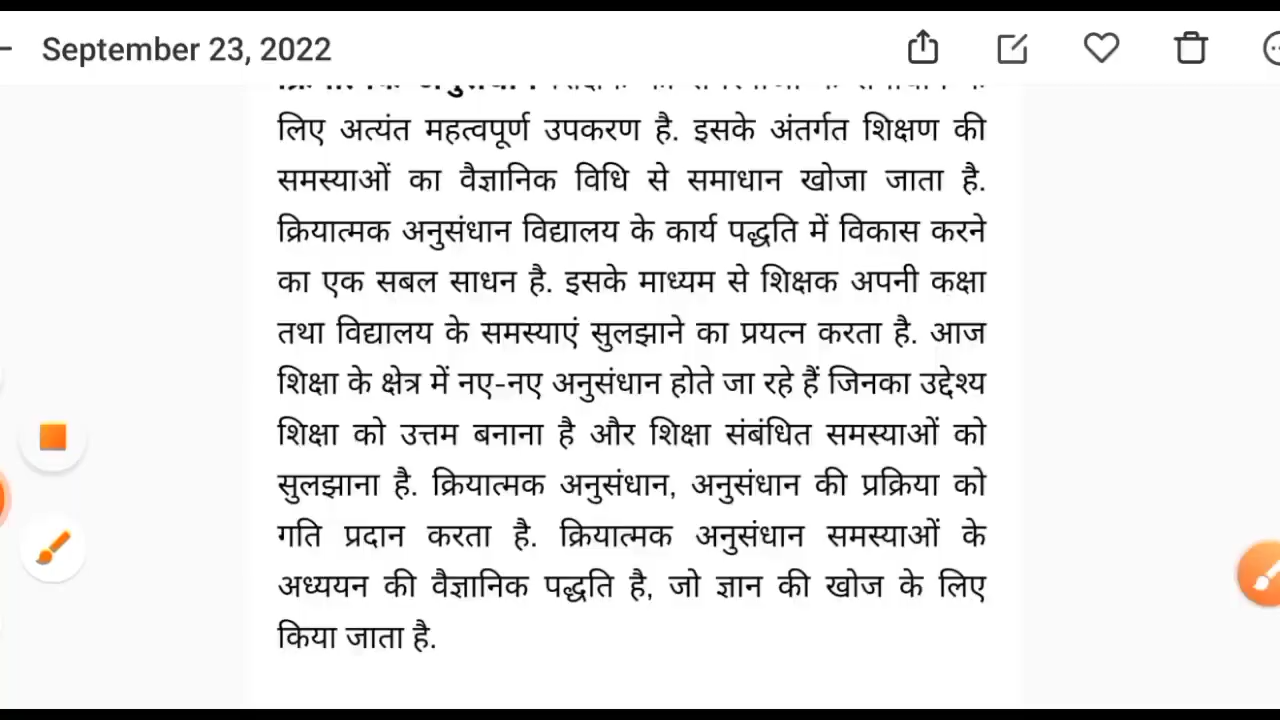 September 23, 2022
क्रियात्मक अनुसंधान
लिए अत्यंत महत्वपूर्ण उपकरण है. इसके अंतर्गत शिक्षण की
समस्याओं का वैज्ञानिक विधि से समाधान खोजा जाता है.
क्रियात्मक अनुसंधान विद्यालय के कार्य पद्धति में विकास करने
का एक सबल साधन है. इसके माध्यम से शिक्षक अपनी कक्षा
तथा विद्यालय के समस्याएं सुलझाने का प्रयत्न करता है. आज
शिक्षा के क्षेत्र में नए-नए अनुसंधान होते जा रहे हैं जिनका उद्देश्य
शिक्षा को उत्तम बनाना है और शिक्षा संबंधित समस्याओं को
सुलझाना है. क्रियात्मक अनुसंधान, अनुसंधान की प्रक्रिया को
गति प्रदान करता है. क्रियात्मक अनुसंधान समस्याओं के
अध्ययन की वैज्ञानिक पद्धति है, जो ज्ञान की खोज के लिए
किया जाता है.